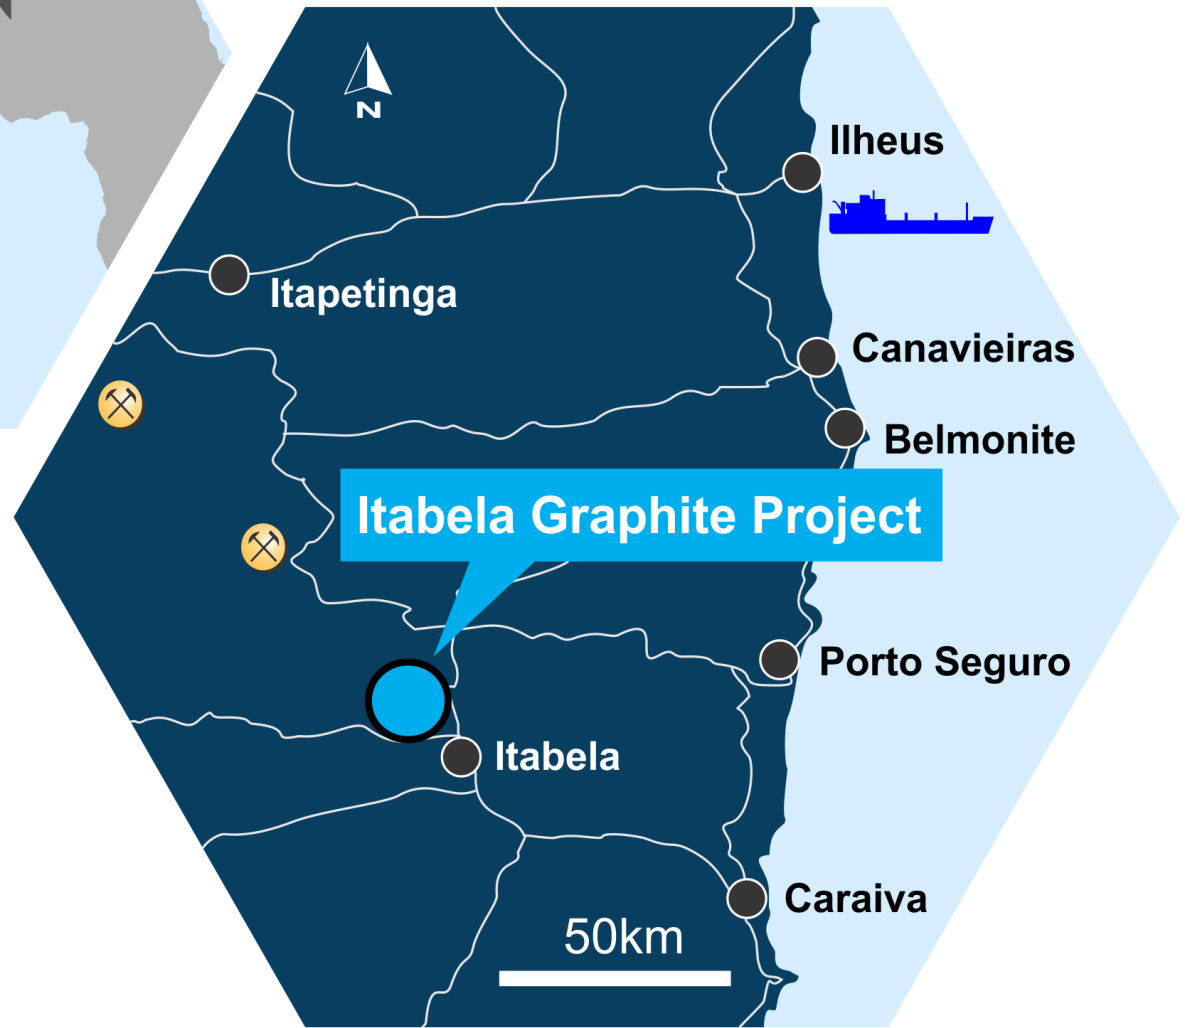 N
Ilheus
Itapetinga
Canavieiras
Belmonite
Itabela Graphite Project
Porto Seguro
Itabela
Caraiva
50km